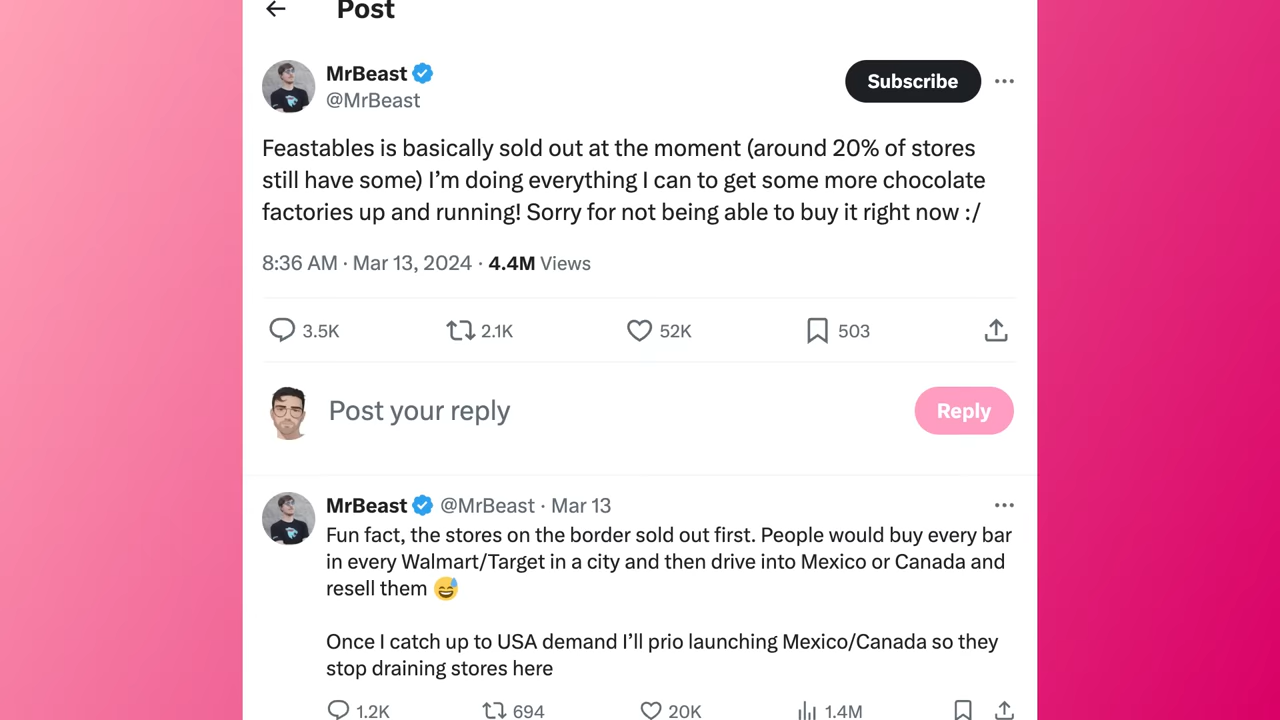 Post
MrBeast
@MrBeast
Subscribe
Feastables is basically sold out at the moment (around 20% of stores
still have some) I’m doing everything I can to get some more chocolate
factories up and running! Sorry for not being able to buy it right now :/
8:36 AM · Mar 13, 2024 · 4.4M Views
3.5K 2.1K 52K 503
Post your reply
Reply
MrBeast @MrBeast · Mar 13
Fun fact, the stores on the border sold out first. People would buy every bar
in every Walmart/Target in a city and then drive into Mexico or Canada and
resell them 😅
Once I catch up to USA demand I’ll prio launching Mexico/Canada so they
stop draining stores here
1.2K 694 20K 1.4M